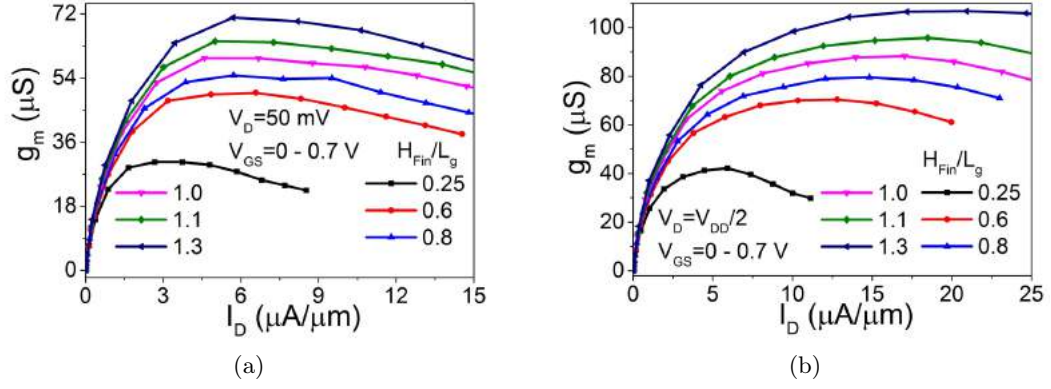 72
54
36
18
0
g_m (μS)
V_D=50 mV
V_GS=0 - 0.7 V
H_Fin/L_g
1.0
1.1
1.3
0.25
0.6
0.8
0 3 6 9 12 15
I_D (μA/μm)
(a)
100
80
60
40
20
0
g_m (μS)
H_Fin/L_g
V_D=V_DD/2
V_GS=0 - 0.7 V
1.0
1.1
1.3
0.25
0.6
0.8
0 5 10 15 20 25
I_D (μA/μm)
(b)